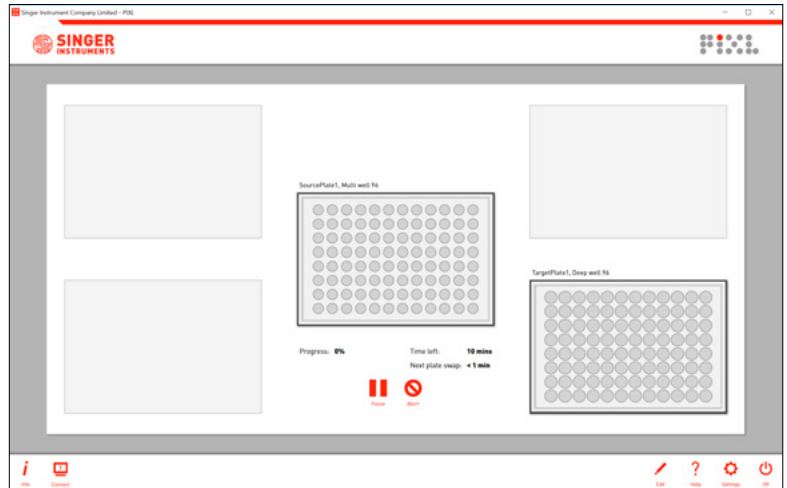 Singer Instrument Company Limited - PIXL
SINGER
INSTRUMENTS
PIXL
SourcePlate1, Multi well 96
TargetPlate1, Deep well 96
Progress: 0%
Time left: 10 mins
Next plate swap: < 1 min
Pause
Abort
Info
Connect
Edit
Help
Settings
Off